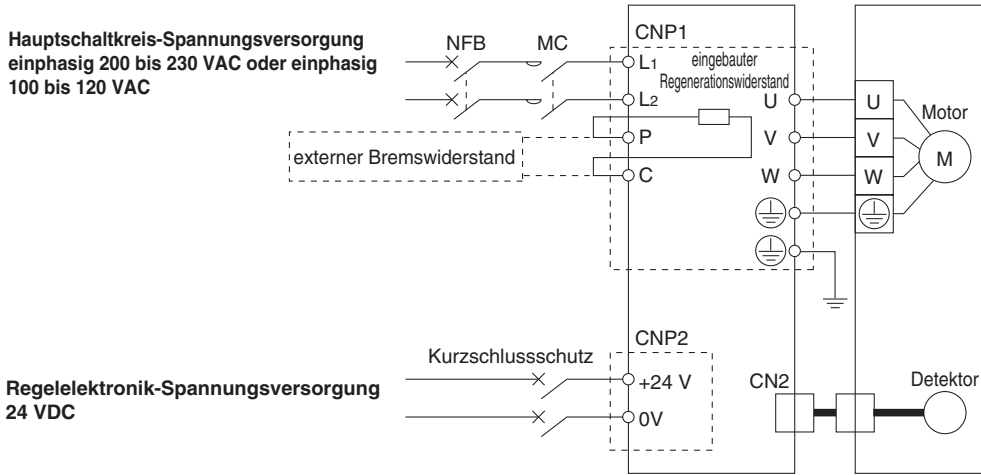 Hauptschaltkreis-Spannungsversorgung
einphasig 200 bis 230 VAC oder einphasig
100 bis 120 VAC
NFB
MC
CNP1
L1
L2
P
C
eingebauter
Regenerationswiderstand
externer Bremswiderstand
U
V
W
U
V
W
Motor
M
CNP2
Kurzschlussschutz
+24 V
0V
Regelelektronik-Spannungsversorgung
24 VDC
CN2
Detektor